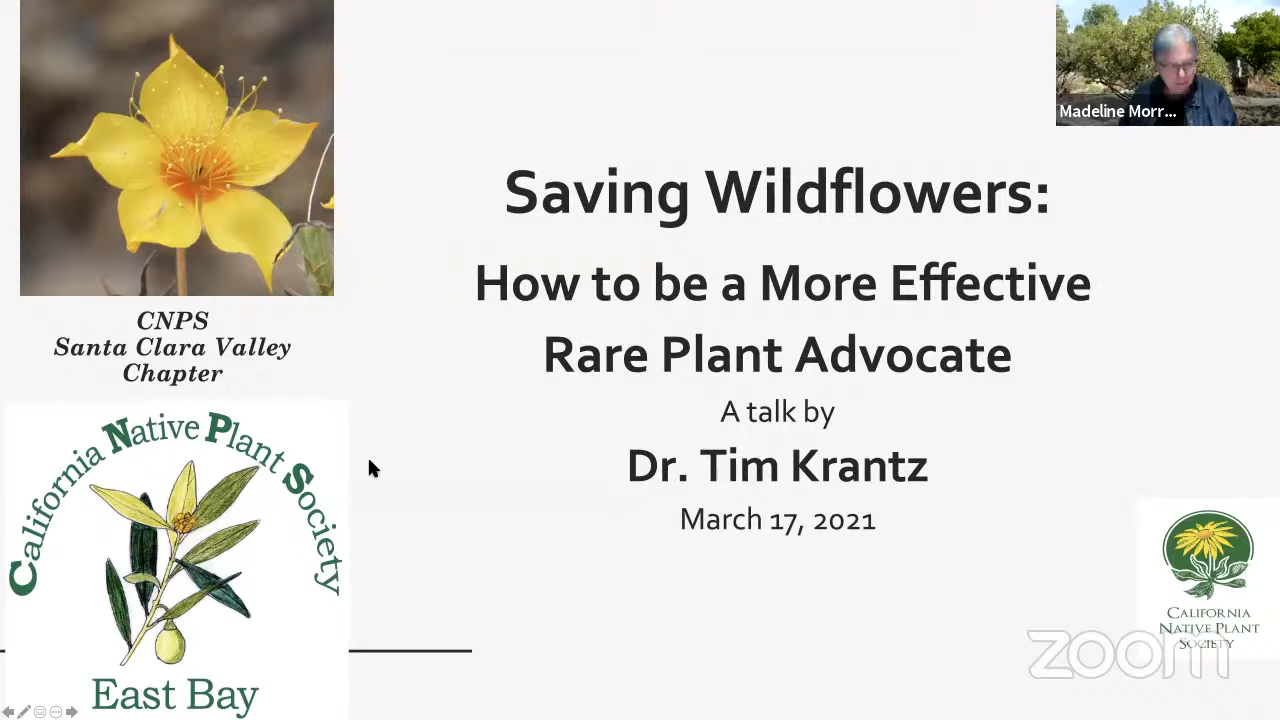 Madeline Morr...
Saving Wildflowers:
How to be a More Effective
Rare Plant Advocate
A talk by
Dr. Tim Krantz
March 17, 2021
CNPS
Santa Clara Valley
Chapter
California Native Plant Society
East Bay
CALIFORNIA
NATIVE PLANT
SOCIETY
zoom